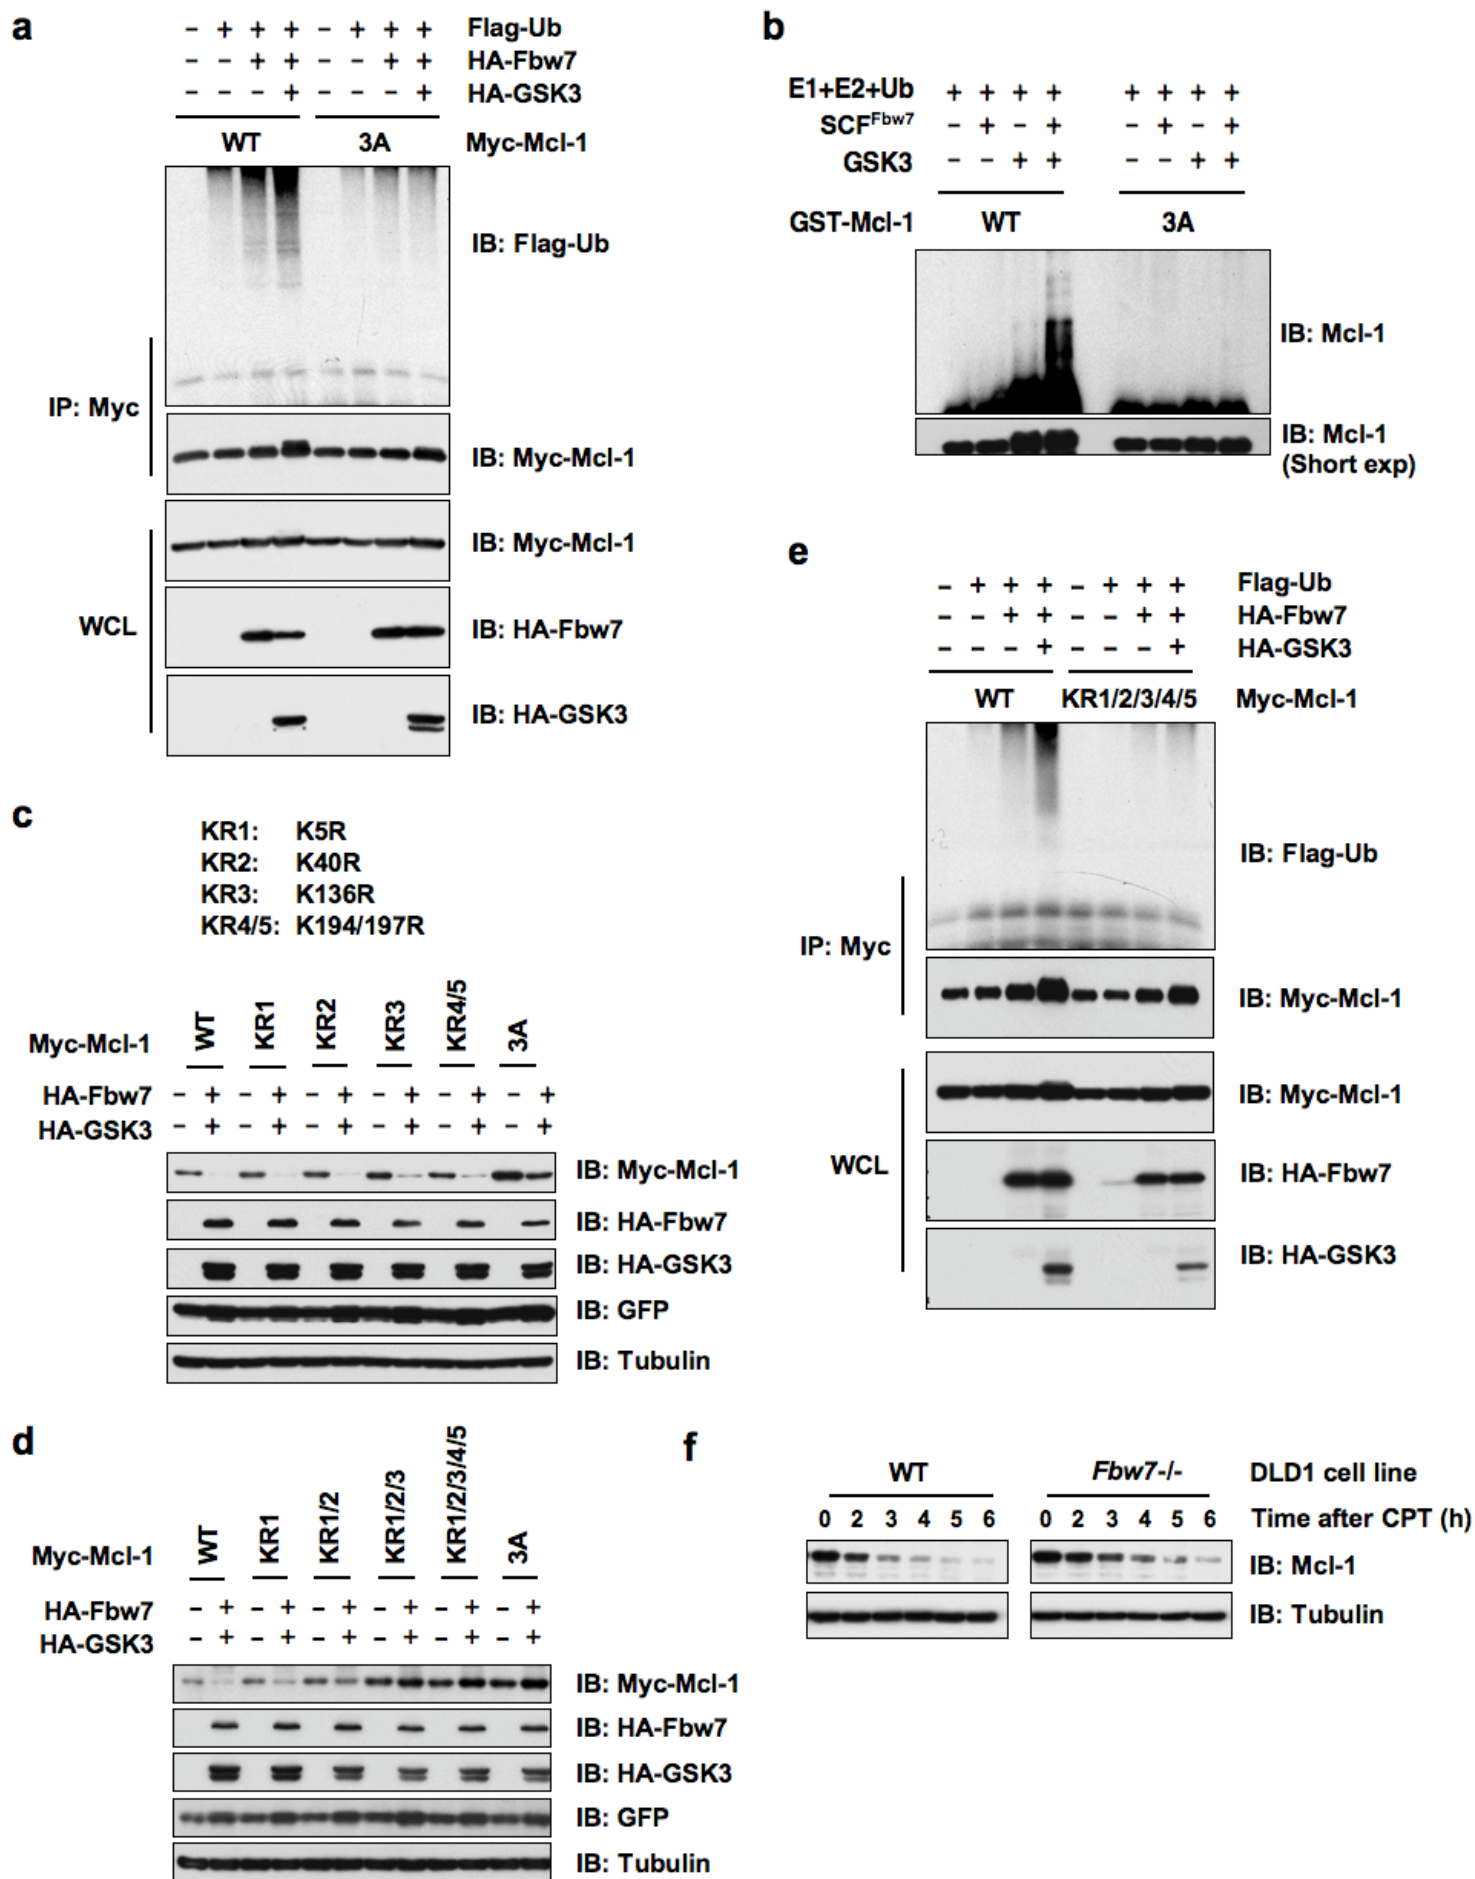 a
− + + + − + + + Flag-Ub
− − + + − − + + HA-Fbw7
− − − + − − − + HA-GSK3
WT 3A Myc-Mcl-1
IB: Flag-Ub
IP: Myc
IB: Myc-Mcl-1
IB: Myc-Mcl-1
WCL
IB: HA-Fbw7
IB: HA-GSK3
b
E1+E2+Ub + + + + + + + +
SCFFbw7 − + − + − + − +
GSK3 − − + + − − + +
GST-Mcl-1 WT 3A
IB: Mcl-1
IB: Mcl-1
(Short exp)
c
KR1: K5R
KR2: K40R
KR3: K136R
KR4/5: K194/197R
Myc-Mcl-1 WT KR1 KR2 KR3 KR4/5 3A
HA-Fbw7 − + − + − + − + − + − +
HA-GSK3 − + − + − + − + − + − +
IB: Myc-Mcl-1
IB: HA-Fbw7
IB: HA-GSK3
IB: GFP
IB: Tubulin
d
Myc-Mcl-1 WT KR1 KR1/2 KR1/2/3 KR1/2/3/4/5 3A
HA-Fbw7 − + − + − + − + − + − +
HA-GSK3 − + − + − + − + − + − +
IB: Myc-Mcl-1
IB: HA-Fbw7
IB: HA-GSK3
IB: GFP
IB: Tubulin
e
− + + + − + + + Flag-Ub
− − + + − − + + HA-Fbw7
− − − + − − − + HA-GSK3
WT KR1/2/3/4/5 Myc-Mcl-1
IB: Flag-Ub
IP: Myc
IB: Myc-Mcl-1
IB: Myc-Mcl-1
WCL
IB: HA-Fbw7
IB: HA-GSK3
f
WT Fbw7-/- DLD1 cell line
0 2 3 4 5 6 0 2 3 4 5 6 Time after CPT (h)
IB: Mcl-1
IB: Tubulin